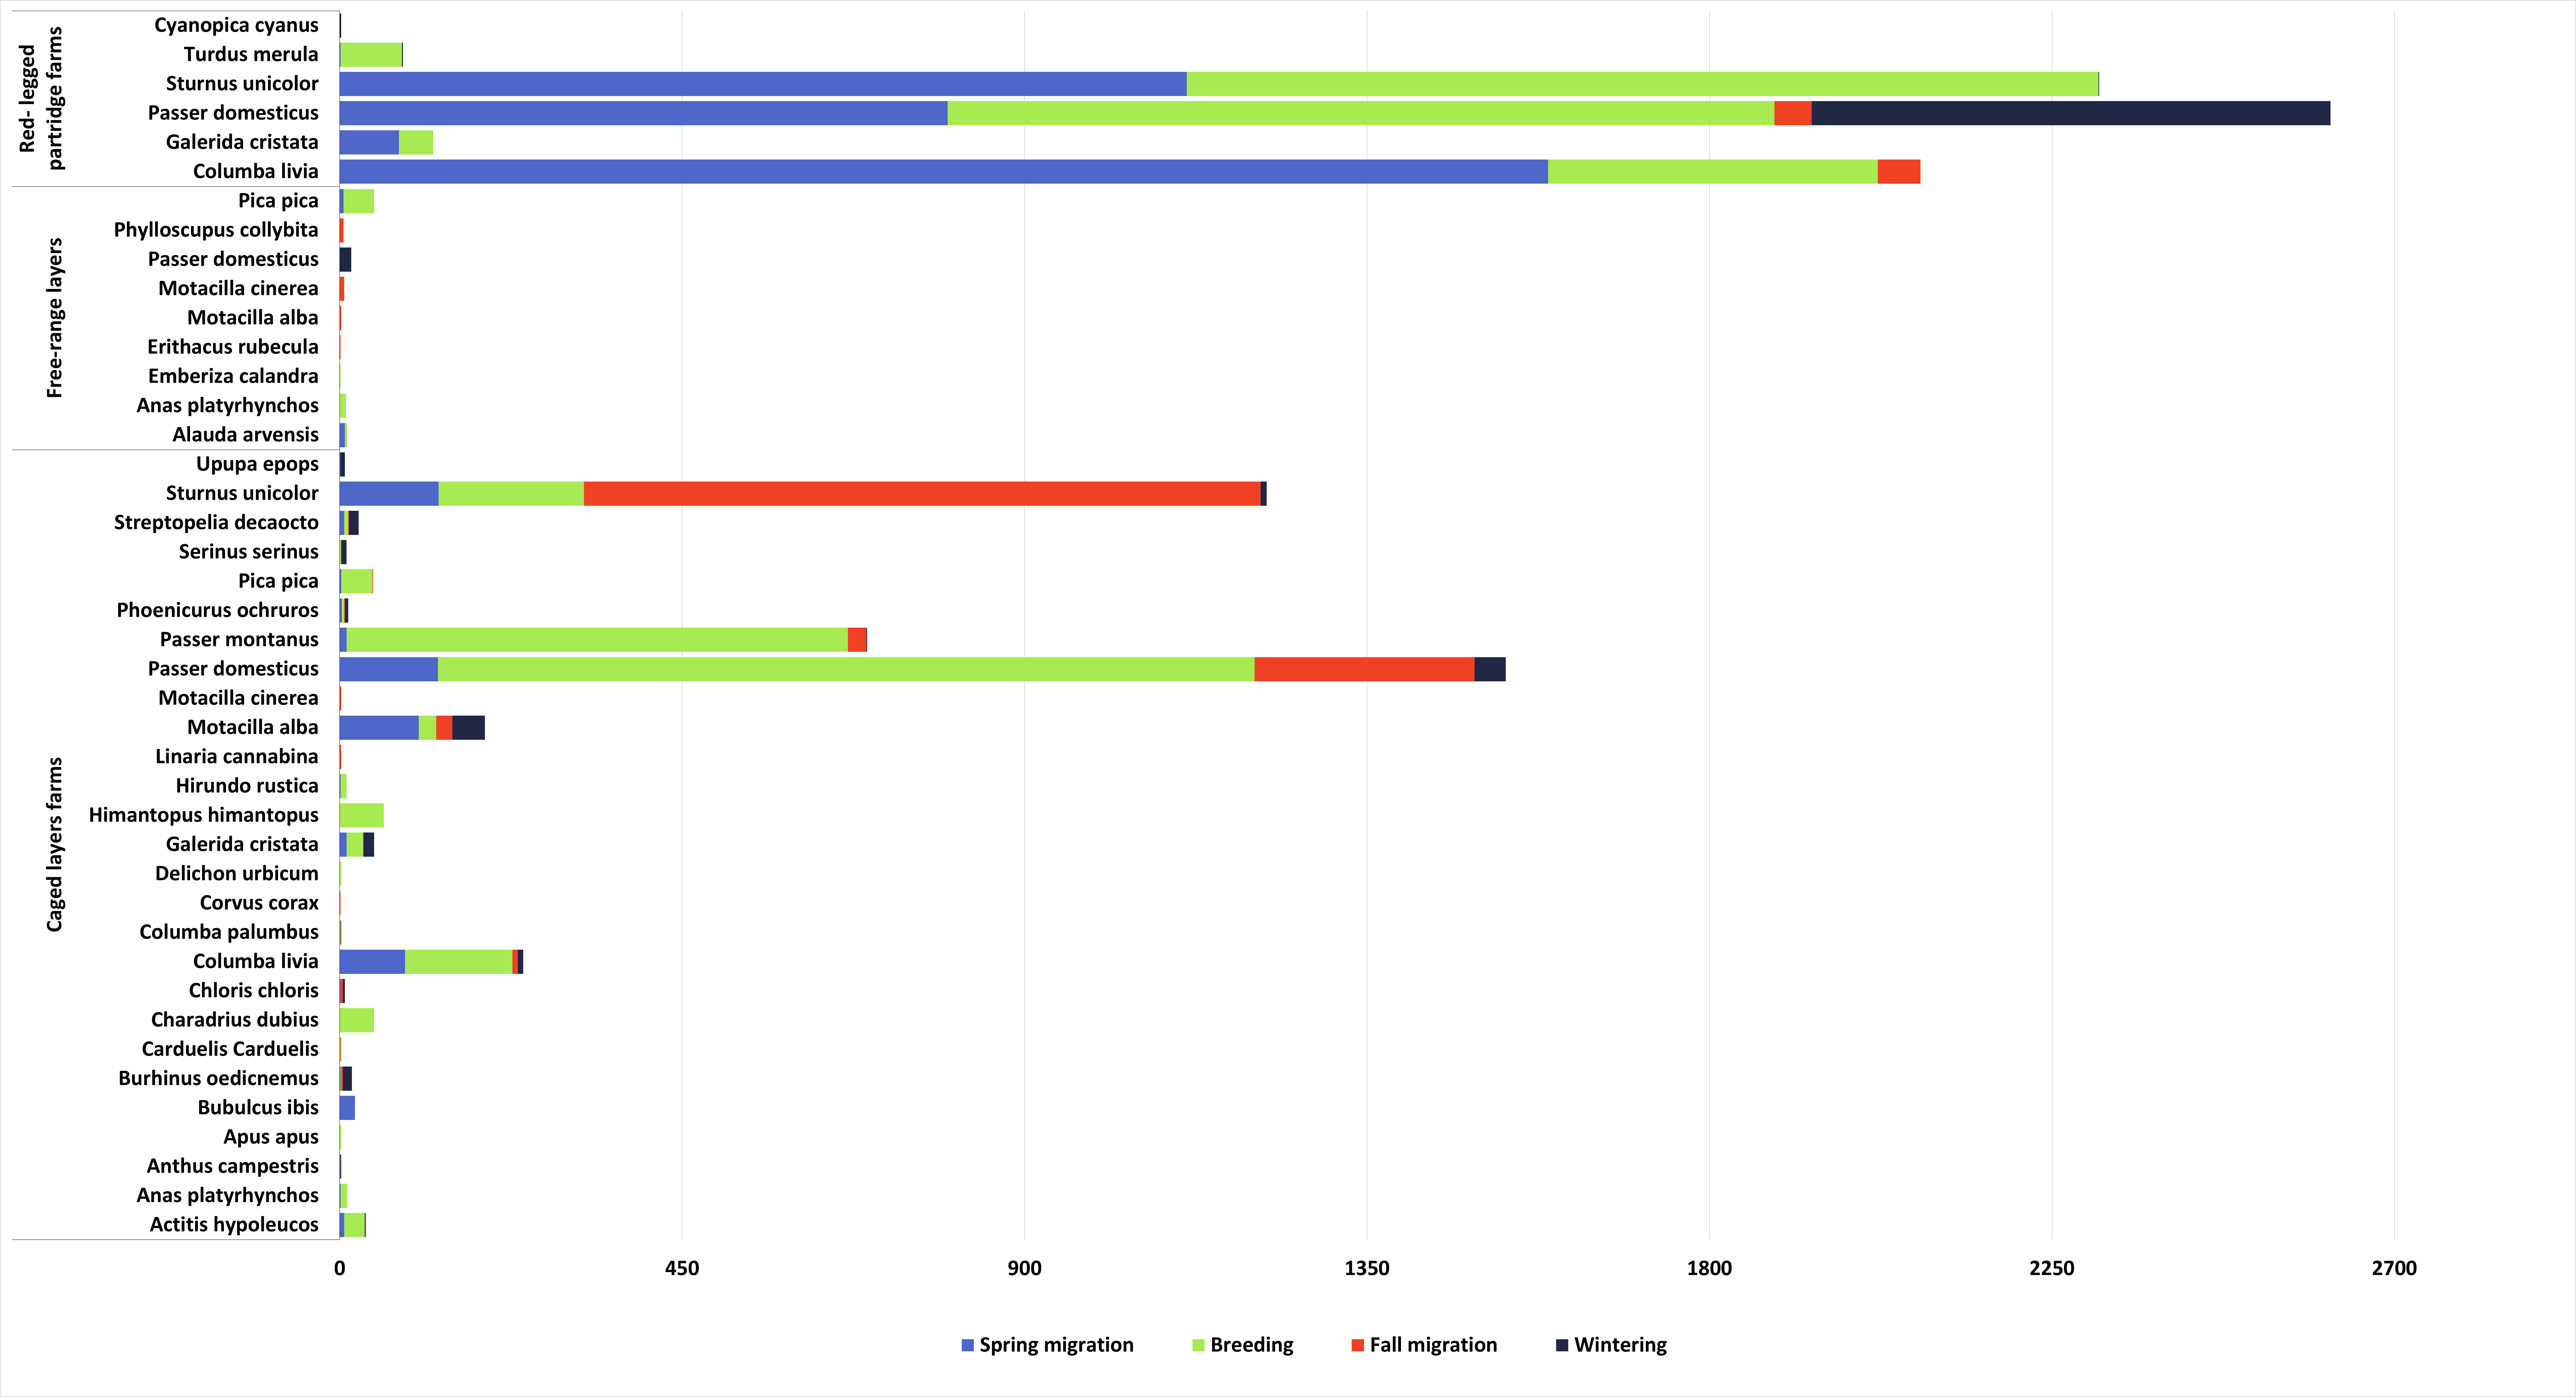 Red- legged
partridge farms
Cyanopica cyanus
Turdus merula
Sturnus unicolor
Passer domesticus
Galerida cristata
Columba livia
Free-range layers
Pica pica
Phylloscupus collybita
Passer domesticus
Motacilla cinerea
Motacilla alba
Erithacus rubecula
Emberiza calandra
Anas platyrhynchos
Alauda arvensis
Caged layers farms
Upupa epops
Sturnus unicolor
Streptopelia decaocto
Serinus serinus
Pica pica
Phoenicurus ochruros
Passer montanus
Passer domesticus
Motacilla cinerea
Motacilla alba
Linaria cannabina
Hirundo rustica
Himantopus himantopus
Galerida cristata
Delichon urbicum
Corvus corax
Columba palumbus
Columba livia
Chloris chloris
Charadrius dubius
Carduelis Carduelis
Burhinus oedicnemus
Bubulcus ibis
Apus apus
Anthus campestris
Anas platyrhynchos
Actitis hypoleucos
0 450 900 1350 1800 2250 2700
Spring migration Breeding Fall migration Wintering